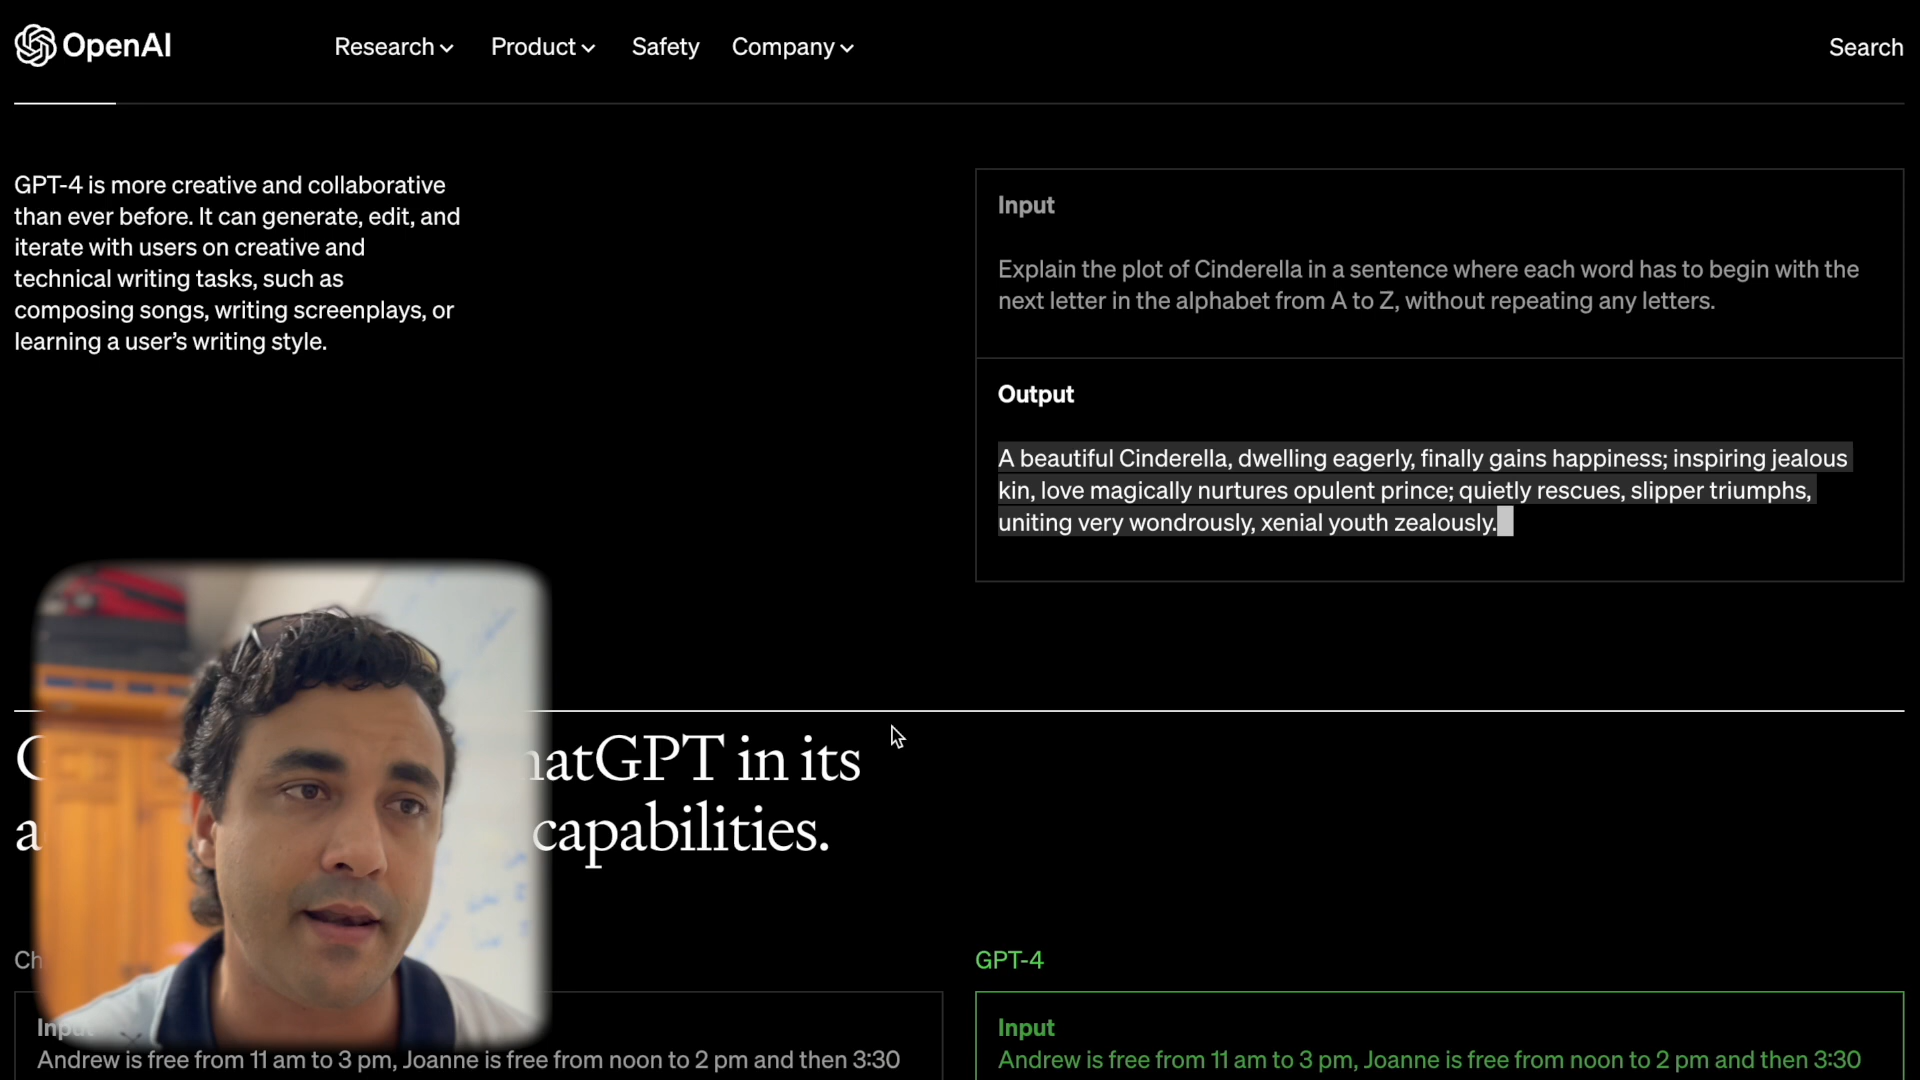 OpenAI
Research
Product
Safety
Company
Search
GPT-4 is more creative and collaborative
than ever before. It can generate, edit, and
iterate with users on creative and
technical writing tasks, such as
composing songs, writing screenplays, or
learning a user's writing style.
Input
Explain the plot of Cinderella in a sentence where each word has to begin with the
next letter in the alphabet from A to Z, without repeating any letters.
Output
A beautiful Cinderella, dwelling eagerly, finally gains happiness; inspiring jealous
kin, love magically nurtures opulent prince; quietly rescues, slipper triumphs,
uniting very wondrously, xenial youth zealously.
hatGPT in its
capabilities.
GPT-4
Input
Andrew is free from 11 am to 3 pm, Joanne is free from noon to 2 pm and then 3:30
Input
Andrew is free from 11 am to 3 pm, Joanne is free from noon to 2 pm and then 3:30